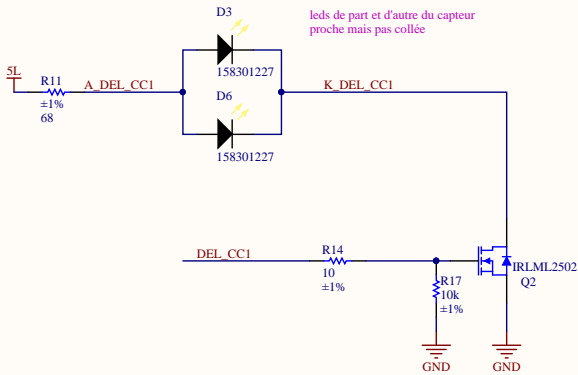 D3
leds de part et d'autre du capteur
proche mais pas collée
158301227
5L
R11
A_DEL_CC1
±1%
68
D6
K_DEL_CC1
158301227
DEL_CC1
R14
10
±1%
R17
10k
±1%
IRLML2502
Q2
GND
GND